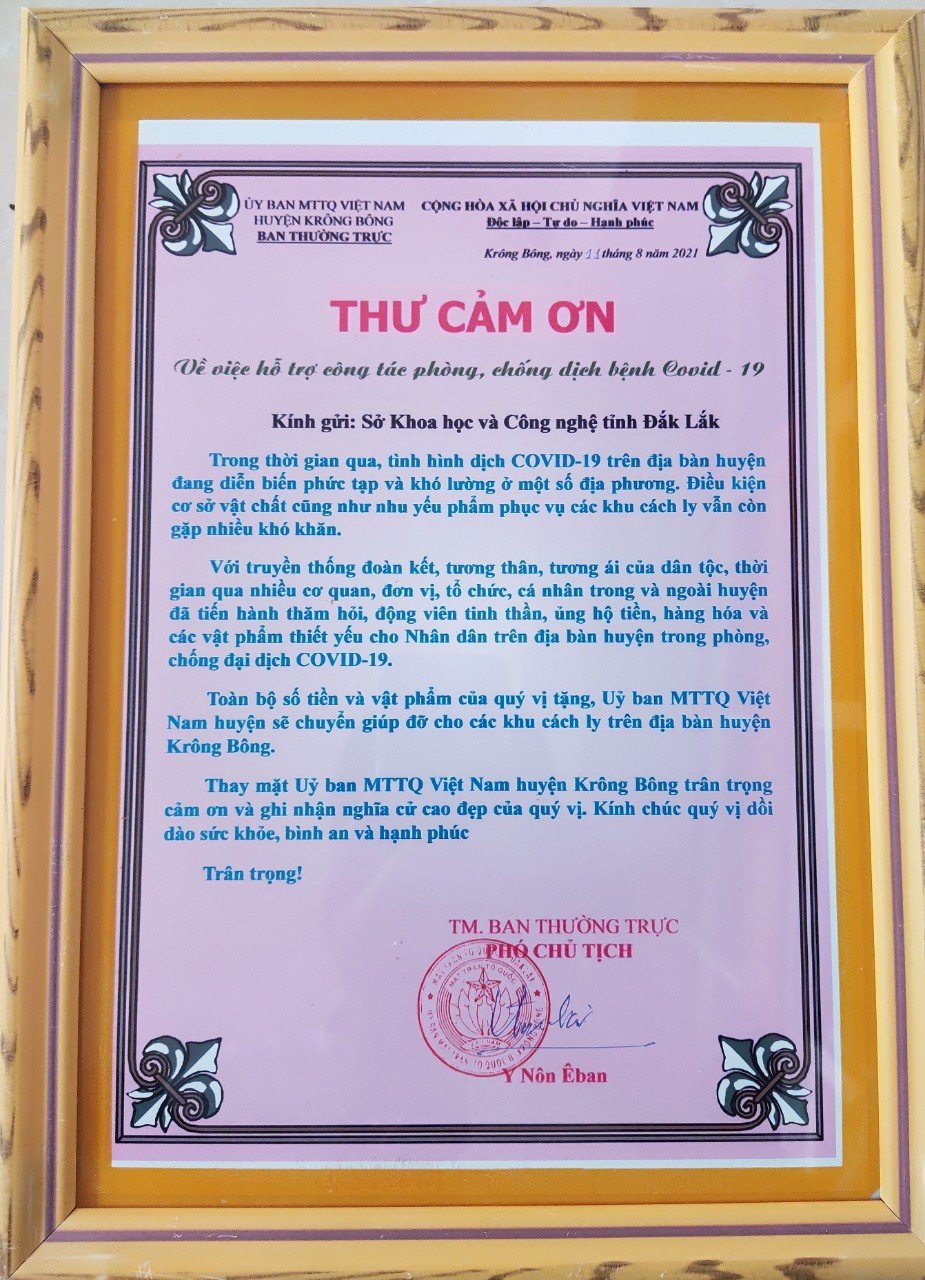 ỦY BAN MTTQ VIỆT NAM
HUYỆN KRÔNG BÔNG
BAN THƯỜNG TRỰC
CỘNG HÒA XÃ HỘI CHỦ NGHĨA VIỆT NAM
Độc lập – Tự do – Hạnh phúc
Krông Bông, ngày 11 tháng 8 năm 2021
THƯ CẢM ƠN
Về việc hỗ trợ công tác phòng, chống dịch bệnh Covid - 19
Kính gửi: Sở Khoa học và Công nghệ tỉnh Đắk Lắk
Trong thời gian qua, tình hình dịch COVID-19 trên địa bàn huyện
đang diễn biến phức tạp và khó lường ở một số địa phương. Điều kiện
cơ sở vật chất cũng như nhu yếu phẩm phục vụ các khu cách ly vẫn còn
gặp nhiều khó khăn.
Với truyền thống đoàn kết, tương thân, tương ái của dân tộc, thời
gian qua nhiều cơ quan, đơn vị, tổ chức, cá nhân trong và ngoài huyện
đã tiến hành thăm hỏi, động viên tinh thần, ủng hộ tiền, hàng hóa và
các vật phẩm thiết yếu cho Nhân dân trên địa bàn huyện trong phòng,
chống đại dịch COVID-19.
Toàn bộ số tiền và vật phẩm của quý vị tặng, Uỷ ban MTTQ Việt
Nam huyện sẽ chuyển giúp đỡ cho các khu cách ly trên địa bàn huyện
Krông Bông.
Thay mặt Uỷ ban MTTQ Việt Nam huyện Krông Bông trân trọng
cảm ơn và ghi nhận nghĩa cử cao đẹp của quý vị. Kính chúc quý vị dồi
dào sức khỏe, bình an và hạnh phúc
Trân trọng!
TM. BAN THƯỜNG TRỰC
PHÓ CHỦ TỊCH
MẶT TRẬN TỔ QUỐC
Y Nôn Êban